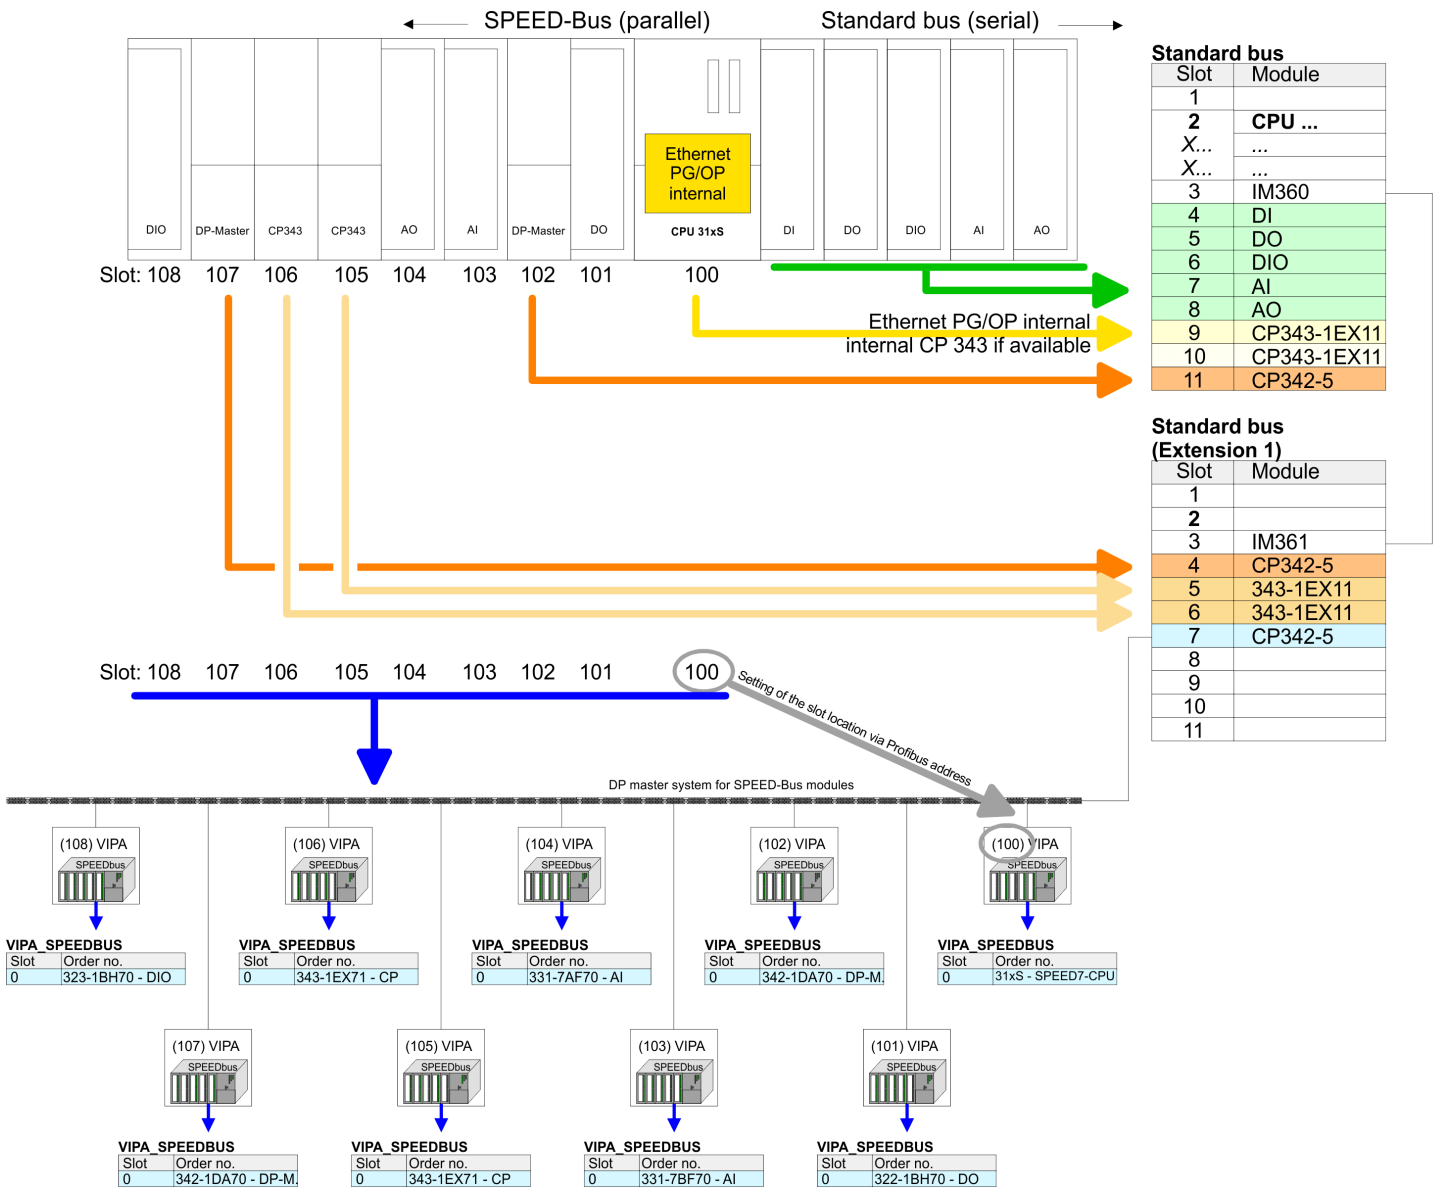 SPEED-Bus (parallel)
Standard bus (serial)
Ethernet
PG/OP
internal
DIO
DP-Master
CP343
CP343
AO
AI
DP-Master
DO
CPU 31xS
DI
DO
DIO
AI
AO
Slot: 108 107 106 105 104 103 102 101 100
Ethernet PG/OP internal
internal CP 343 if available
Standard bus
Slot Module
1
2 CPU ...
X... ...
X... ...
3 IM360
4 DI
5 DO
6 DIO
7 AI
8 AO
9 CP343-1EX11
10 CP343-1EX11
11 CP342-5
Standard bus
(Extension 1)
Slot Module
1
2
3 IM361
4 CP342-5
5 343-1EX11
6 343-1EX11
7 CP342-5
8
9
10
11
Slot: 108 107 106 105 104 103 102 101 100
Setting of the slot location via Profibus address
DP master system for SPEED-Bus modules
(108) VIPA
SPEEDbus
VIPA_SPEEDBUS
Slot Order no.
0 323-1BH70 - DIO
(106) VIPA
SPEEDbus
VIPA_SPEEDBUS
Slot Order no.
0 343-1EX71 - CP
(104) VIPA
SPEEDbus
VIPA_SPEEDBUS
Slot Order no.
0 331-7AF70 - AI
(102) VIPA
SPEEDbus
VIPA_SPEEDBUS
Slot Order no.
0 342-1DA70 - DP-M.
(100) VIPA
SPEEDbus
VIPA_SPEEDBUS
Slot Order no.
0 31xS - SPEED7-CPU
(107) VIPA
SPEEDbus
VIPA_SPEEDBUS
Slot Order no.
0 342-1DA70 - DP-M.
(105) VIPA
SPEEDbus
VIPA_SPEEDBUS
Slot Order no.
0 343-1EX71 - CP
(103) VIPA
SPEEDbus
VIPA_SPEEDBUS
Slot Order no.
0 331-7BF70 - AI
(101) VIPA
SPEEDbus
VIPA_SPEEDBUS
Slot Order no.
0 322-1BH70 - DO